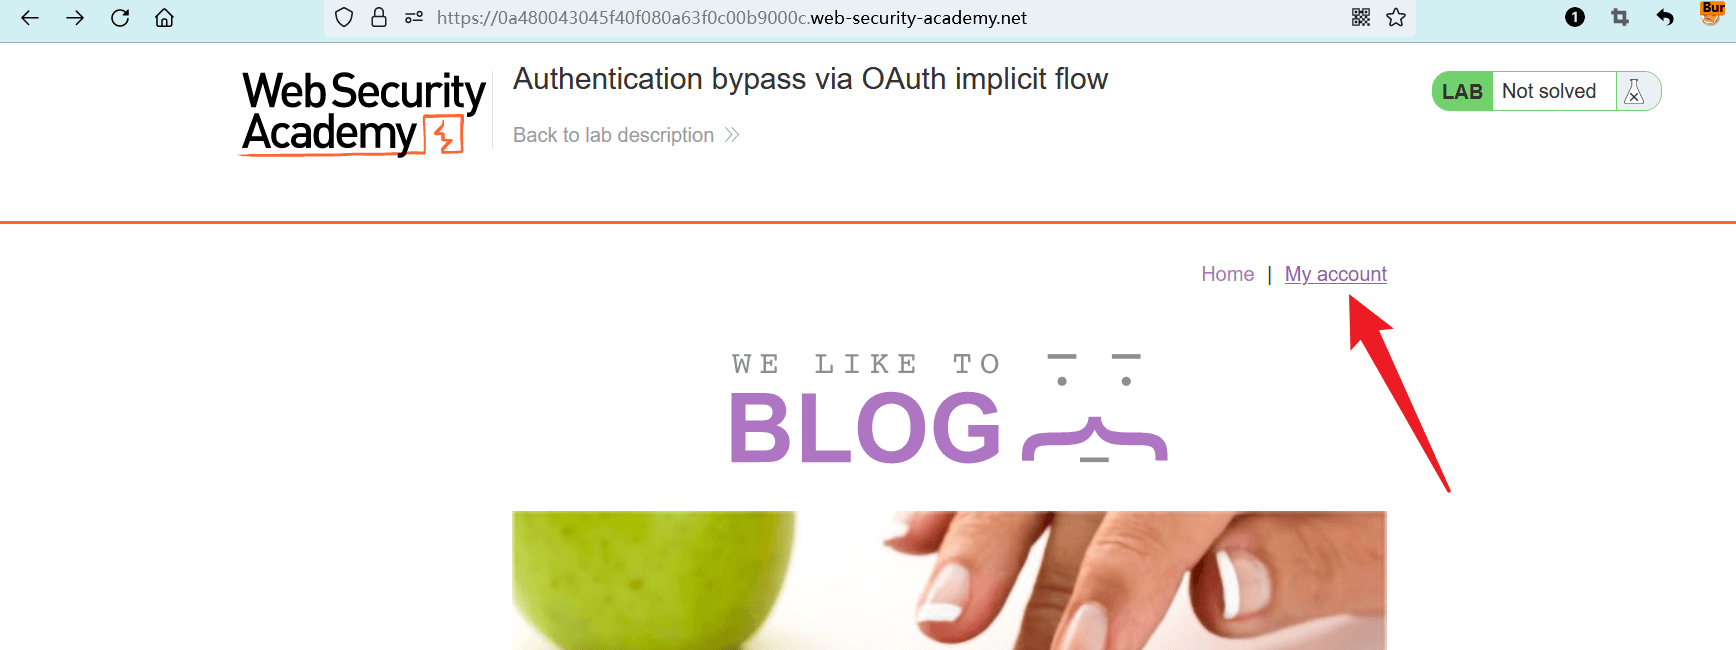 https://0a480043045f40f080a63f0c00b9000c.web-security-academy.net
1
Bur
Web Security
Academy
Authentication bypass via OAuth implicit flow
Back to lab description
LAB Not solved
Home | My account
WE LIKE TO
BLOG